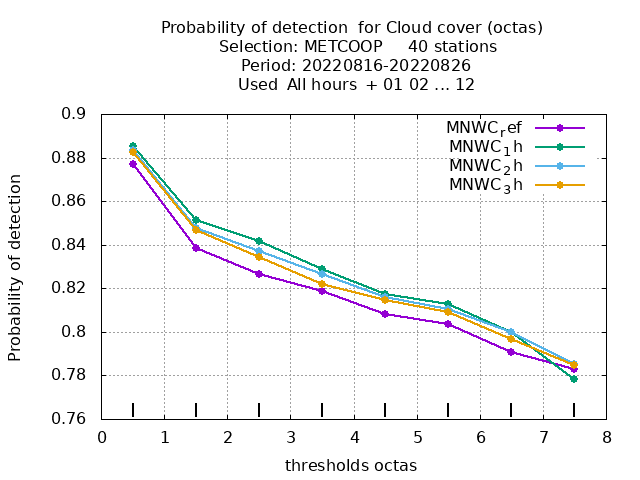 Probability of detection  for Cloud cover (octas)
Selection: METCOOP     40 stations
Period: 20220816-20220826
Used  All hours  + 01 02 ... 12
MNWC_ref
MNWC_1h
MNWC_2h
MNWC_3h
Probability of detection
0.9
0.88
0.86
0.84
0.82
0.8
0.78
0.76
0 1 2 3 4 5 6 7 8
thresholds octas